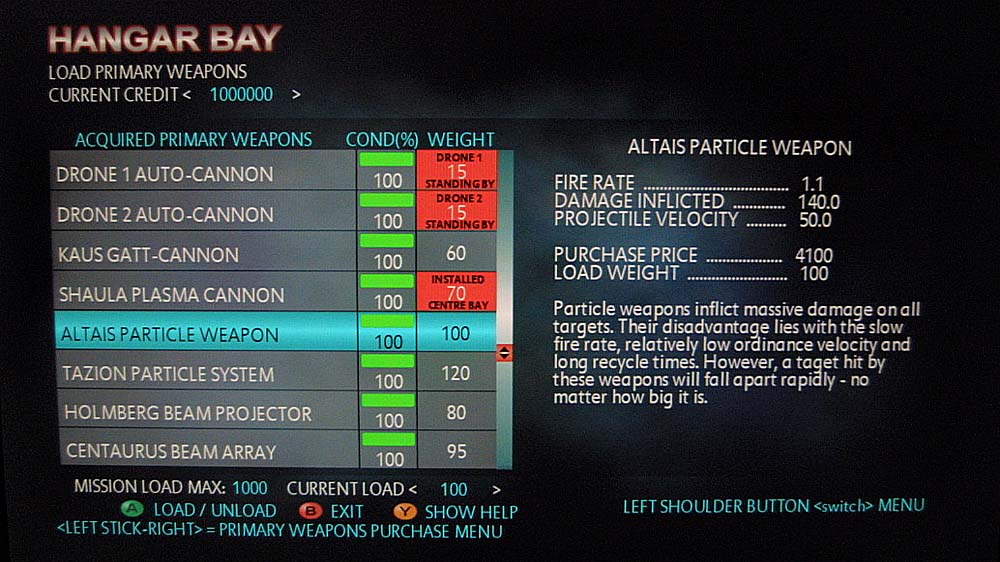 HANGAR BAY
LOAD PRIMARY WEAPONS
CURRENT CREDIT < 1000000 >
ACQUIRED PRIMARY WEAPONS COND(%) WEIGHT
DRONE 1 AUTO-CANNON 100 DRONE 1 15 STANDING BY
DRONE 2 AUTO-CANNON 100 DRONE 2 15 STANDING BY
KAUS GATT-CANNON 100 60
SHAULA PLASMA CANNON 100 INSTALLED 70 CENTRE BAY
ALTAIS PARTICLE WEAPON 100 100
TAZION PARTICLE SYSTEM 100 120
HOLMBERG BEAM PROJECTOR 100 80
CENTAURUS BEAM ARRAY 100 95
MISSION LOAD MAX: 1000 CURRENT LOAD < 100 >
A LOAD / UNLOAD B EXIT Y SHOW HELP
<LEFT STICK-RIGHT> = PRIMARY WEAPONS PURCHASE MENU
ALTAIS PARTICLE WEAPON
FIRE RATE ................................ 1.1
DAMAGE INFLICTED ............ 140.0
PROJECTILE VELOCITY .......... 50.0
PURCHASE PRICE ................. 4100
LOAD WEIGHT ...................... 100
Particle weapons inflict massive damage on all
targets. Their disadvantage lies with the slow
fire rate, relatively low ordinance velocity and
long recycle times. However, a taget hit by
these weapons will fall apart rapidly - no
matter how big it is.
LEFT SHOULDER BUTTON <switch> MENU